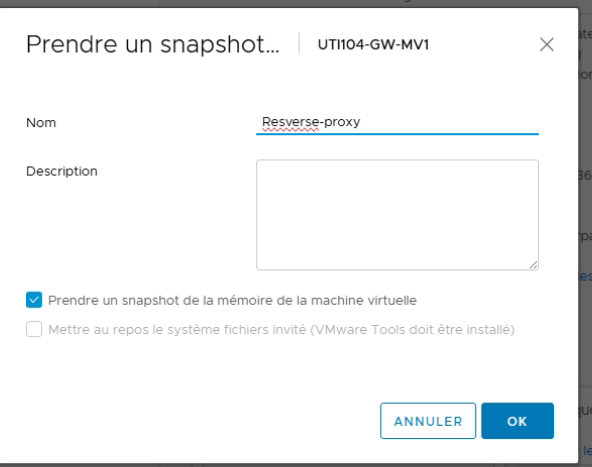 Prendre un snapshot... UTI104-GW-MV1
Nom Resverse-proxy
Description
Prendre un snapshot de la mémoire de la machine virtuelle
Mettre au repos le système fichiers invité (VMware Tools doit être installé)
ANNULER OK